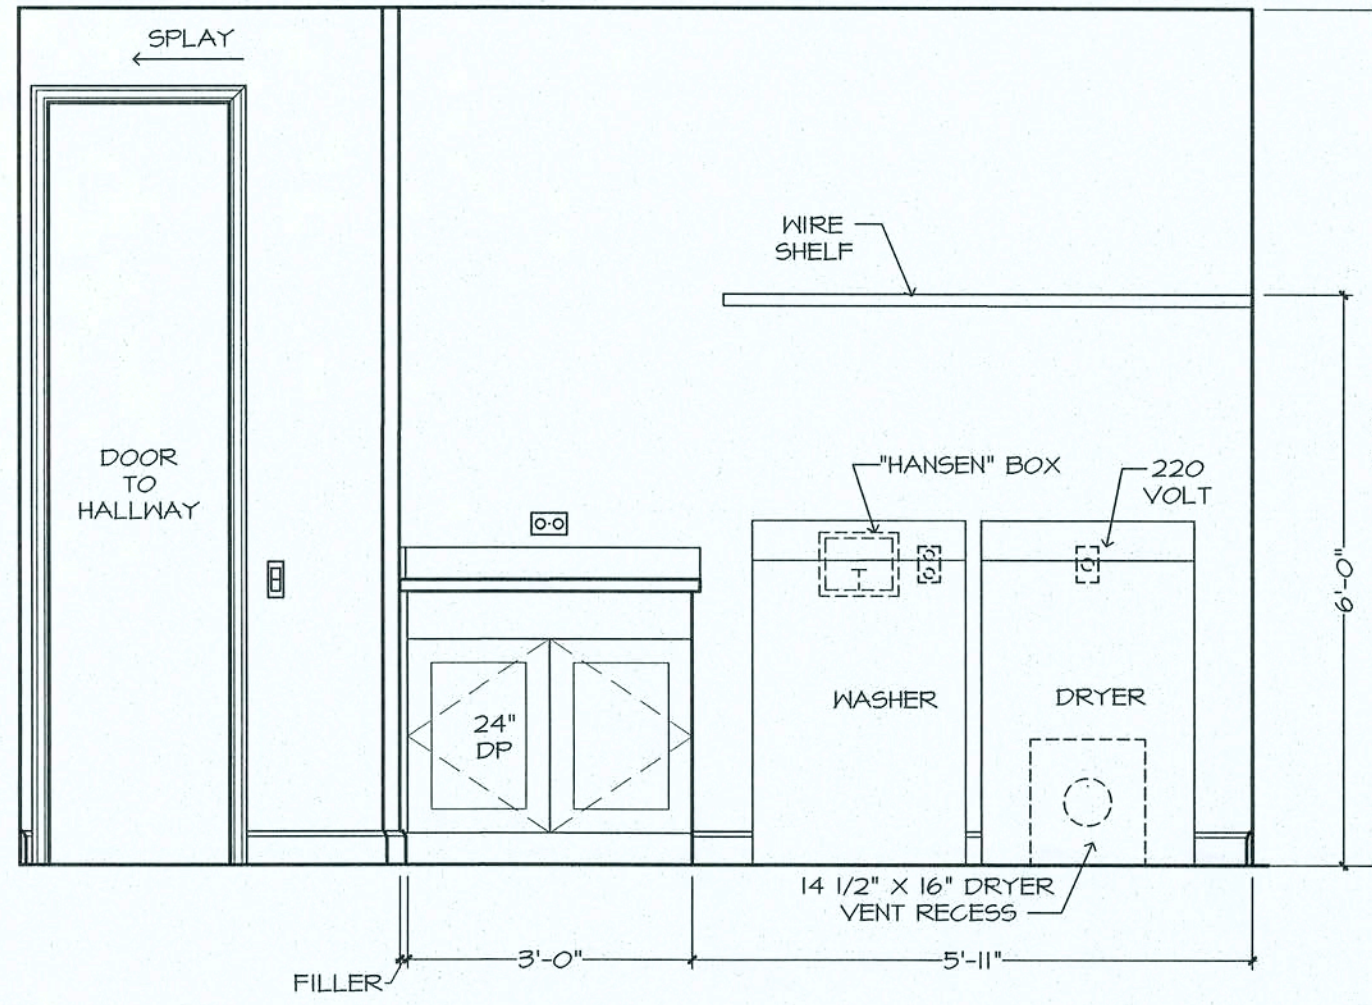 SPLAY
WIRE
SHELF
DOOR
TO
HALLWAY
"HANSEN" BOX
220
VOLT
6'-0"
24"
DP
WASHER
DRYER
14 1/2" X 16" DRYER
VENT RECESS
3'-0"
5'-11"
FILLER